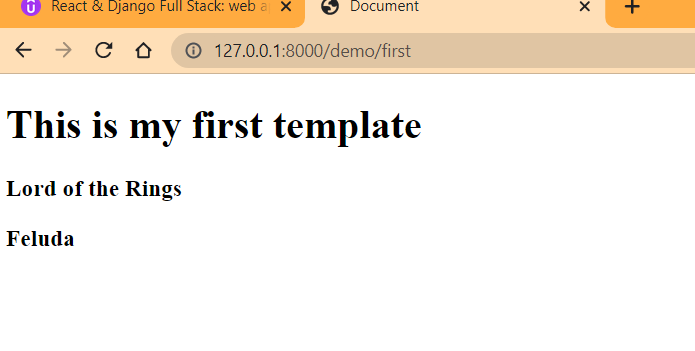 React & Django Full Stack: web a
Document
127.0.0.1:8000/demo/first
This is my first template
Lord of the Rings
Feluda